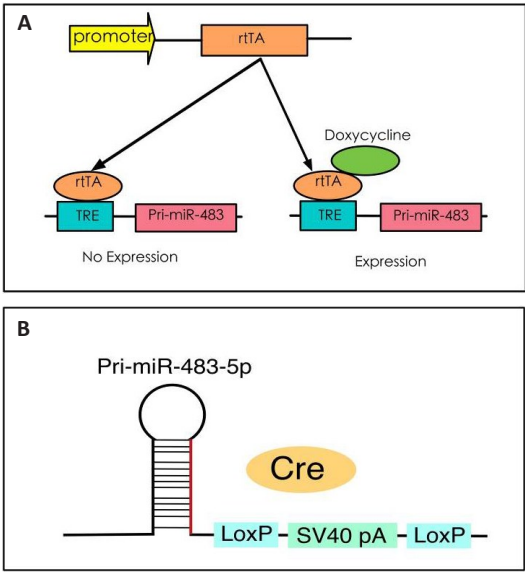 A
promoter
rtTA
Doxycycline
rtTA
rtTA
TRE
Pri-miR-483
TRE
Pri-miR-483
No Expression
Expression
B
Pri-miR-483-5p
Cre
LoxP
SV40 pA
LoxP